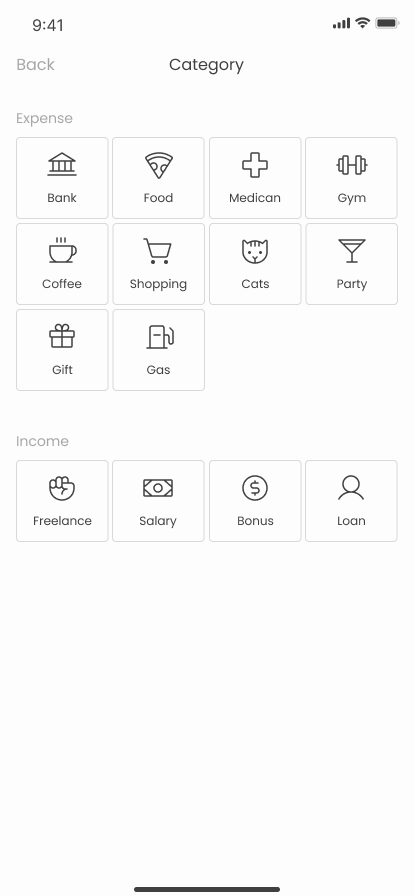 9:41
Back Category
Expense
Bank Food Medican Gym
Coffee Shopping Cats Party
Gift Gas
Income
Freelance Salary Bonus Loan